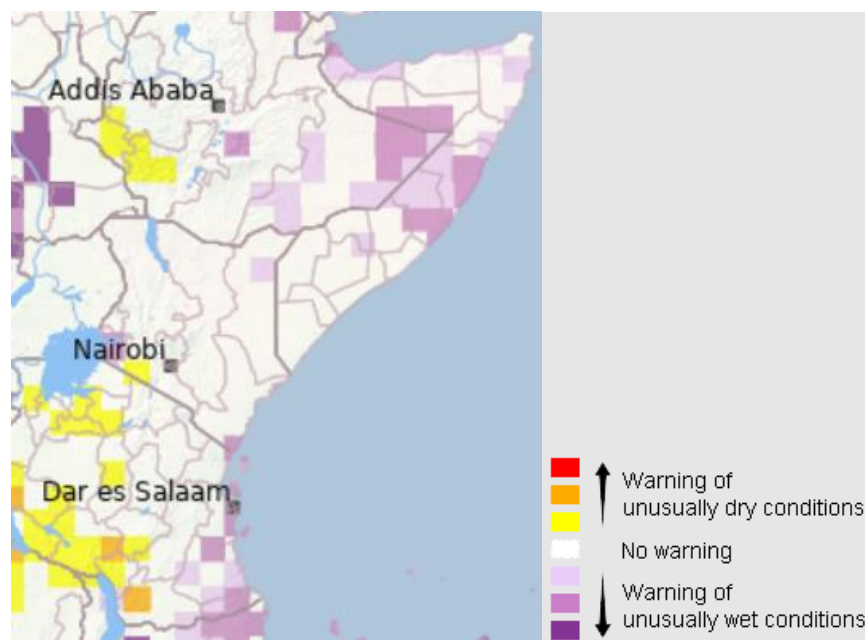 Addis Ababa
Nairobi
Dar es Salaam
Warning of
unusually dry conditions
No warning
Warning of
unusually wet conditions